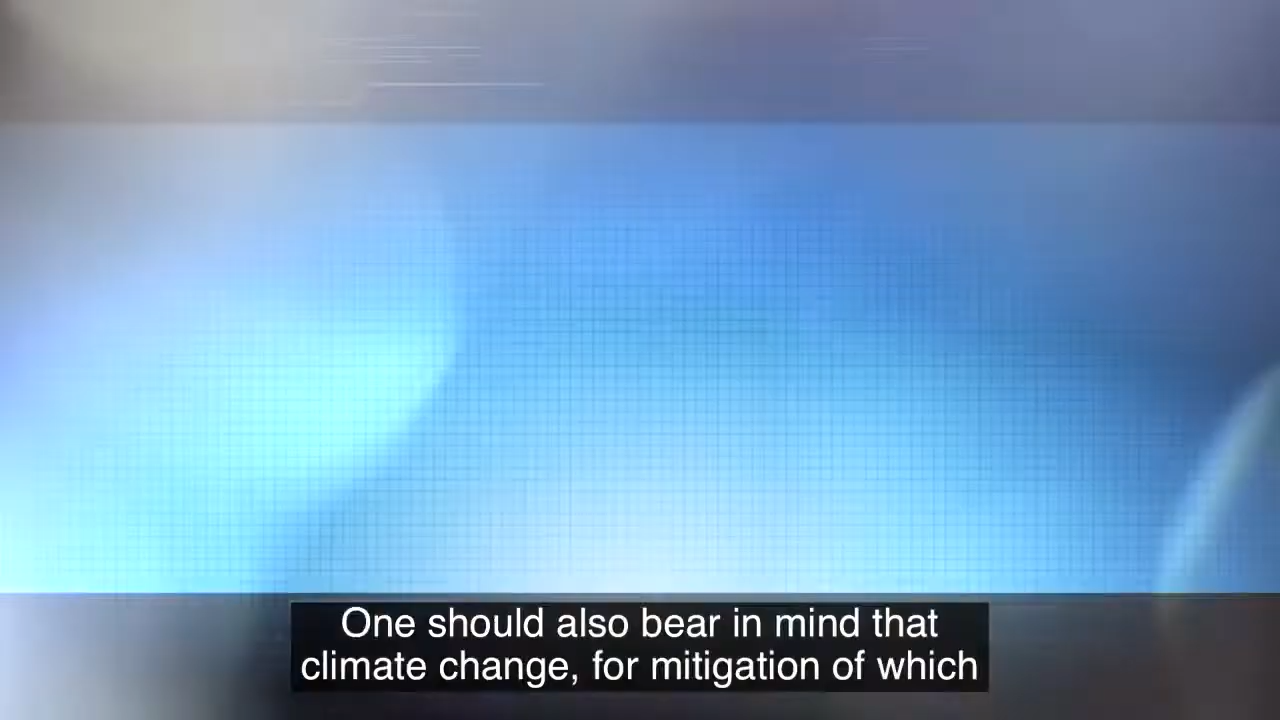 One should also bear in mind that
climate change, for mitigation of which